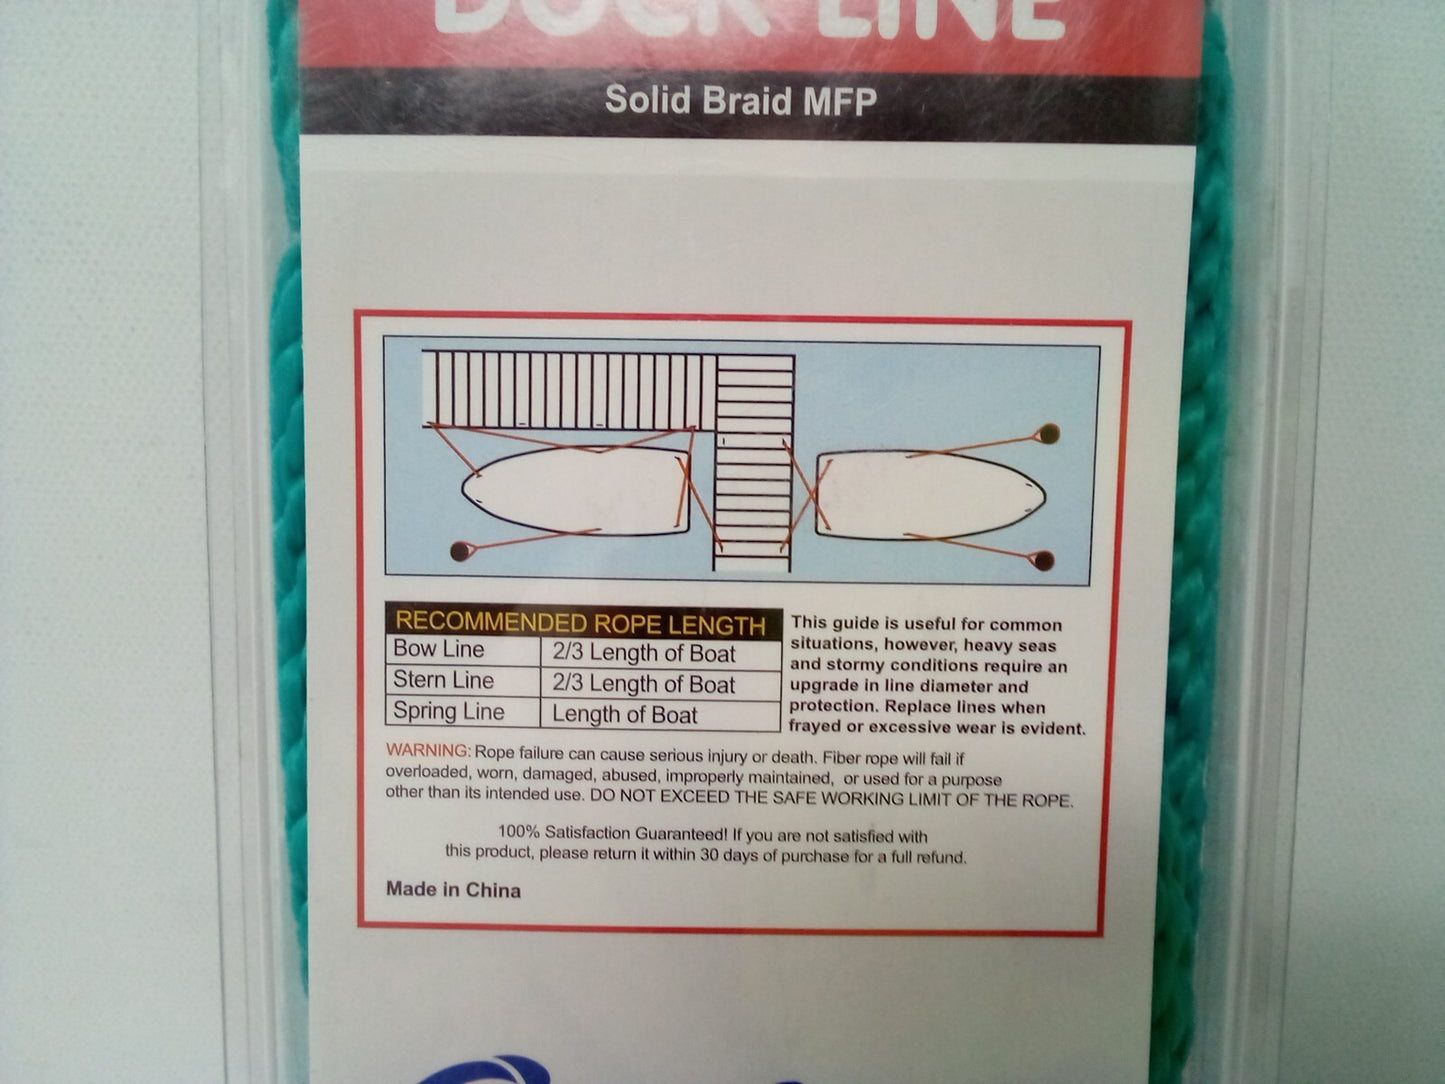 DOCK LINE
Solid Braid MFP
RECOMMENDED ROPE LENGTH
Bow Line 2/3 Length of Boat
Stern Line 2/3 Length of Boat
Spring Line Length of Boat
This guide is useful for common
situations, however, heavy seas
and stormy conditions require an
upgrade in line diameter and
protection. Replace lines when
frayed or excessive wear is evident.
WARNING: Rope failure can cause serious injury or death. Fiber rope will fail if
overloaded, worn, damaged, abused, improperly maintained, or used for a purpose
other than its intended use. DO NOT EXCEED THE SAFE WORKING LIMIT OF THE ROPE.
100% Satisfaction Guaranteed! If you are not satisfied with
this product, please return it within 30 days of purchase for a full refund.
Made in China